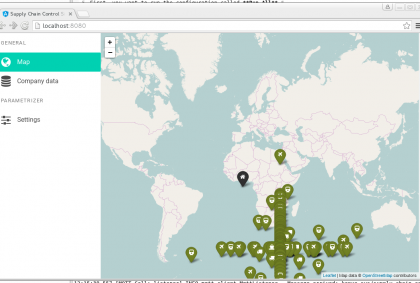 Supply Chain Control
localhost:8080
GENERAL
Map
Company data
PARAMETRIZER
Settings
+
-
Leaflet | Map data © OpenStreetMap contributors